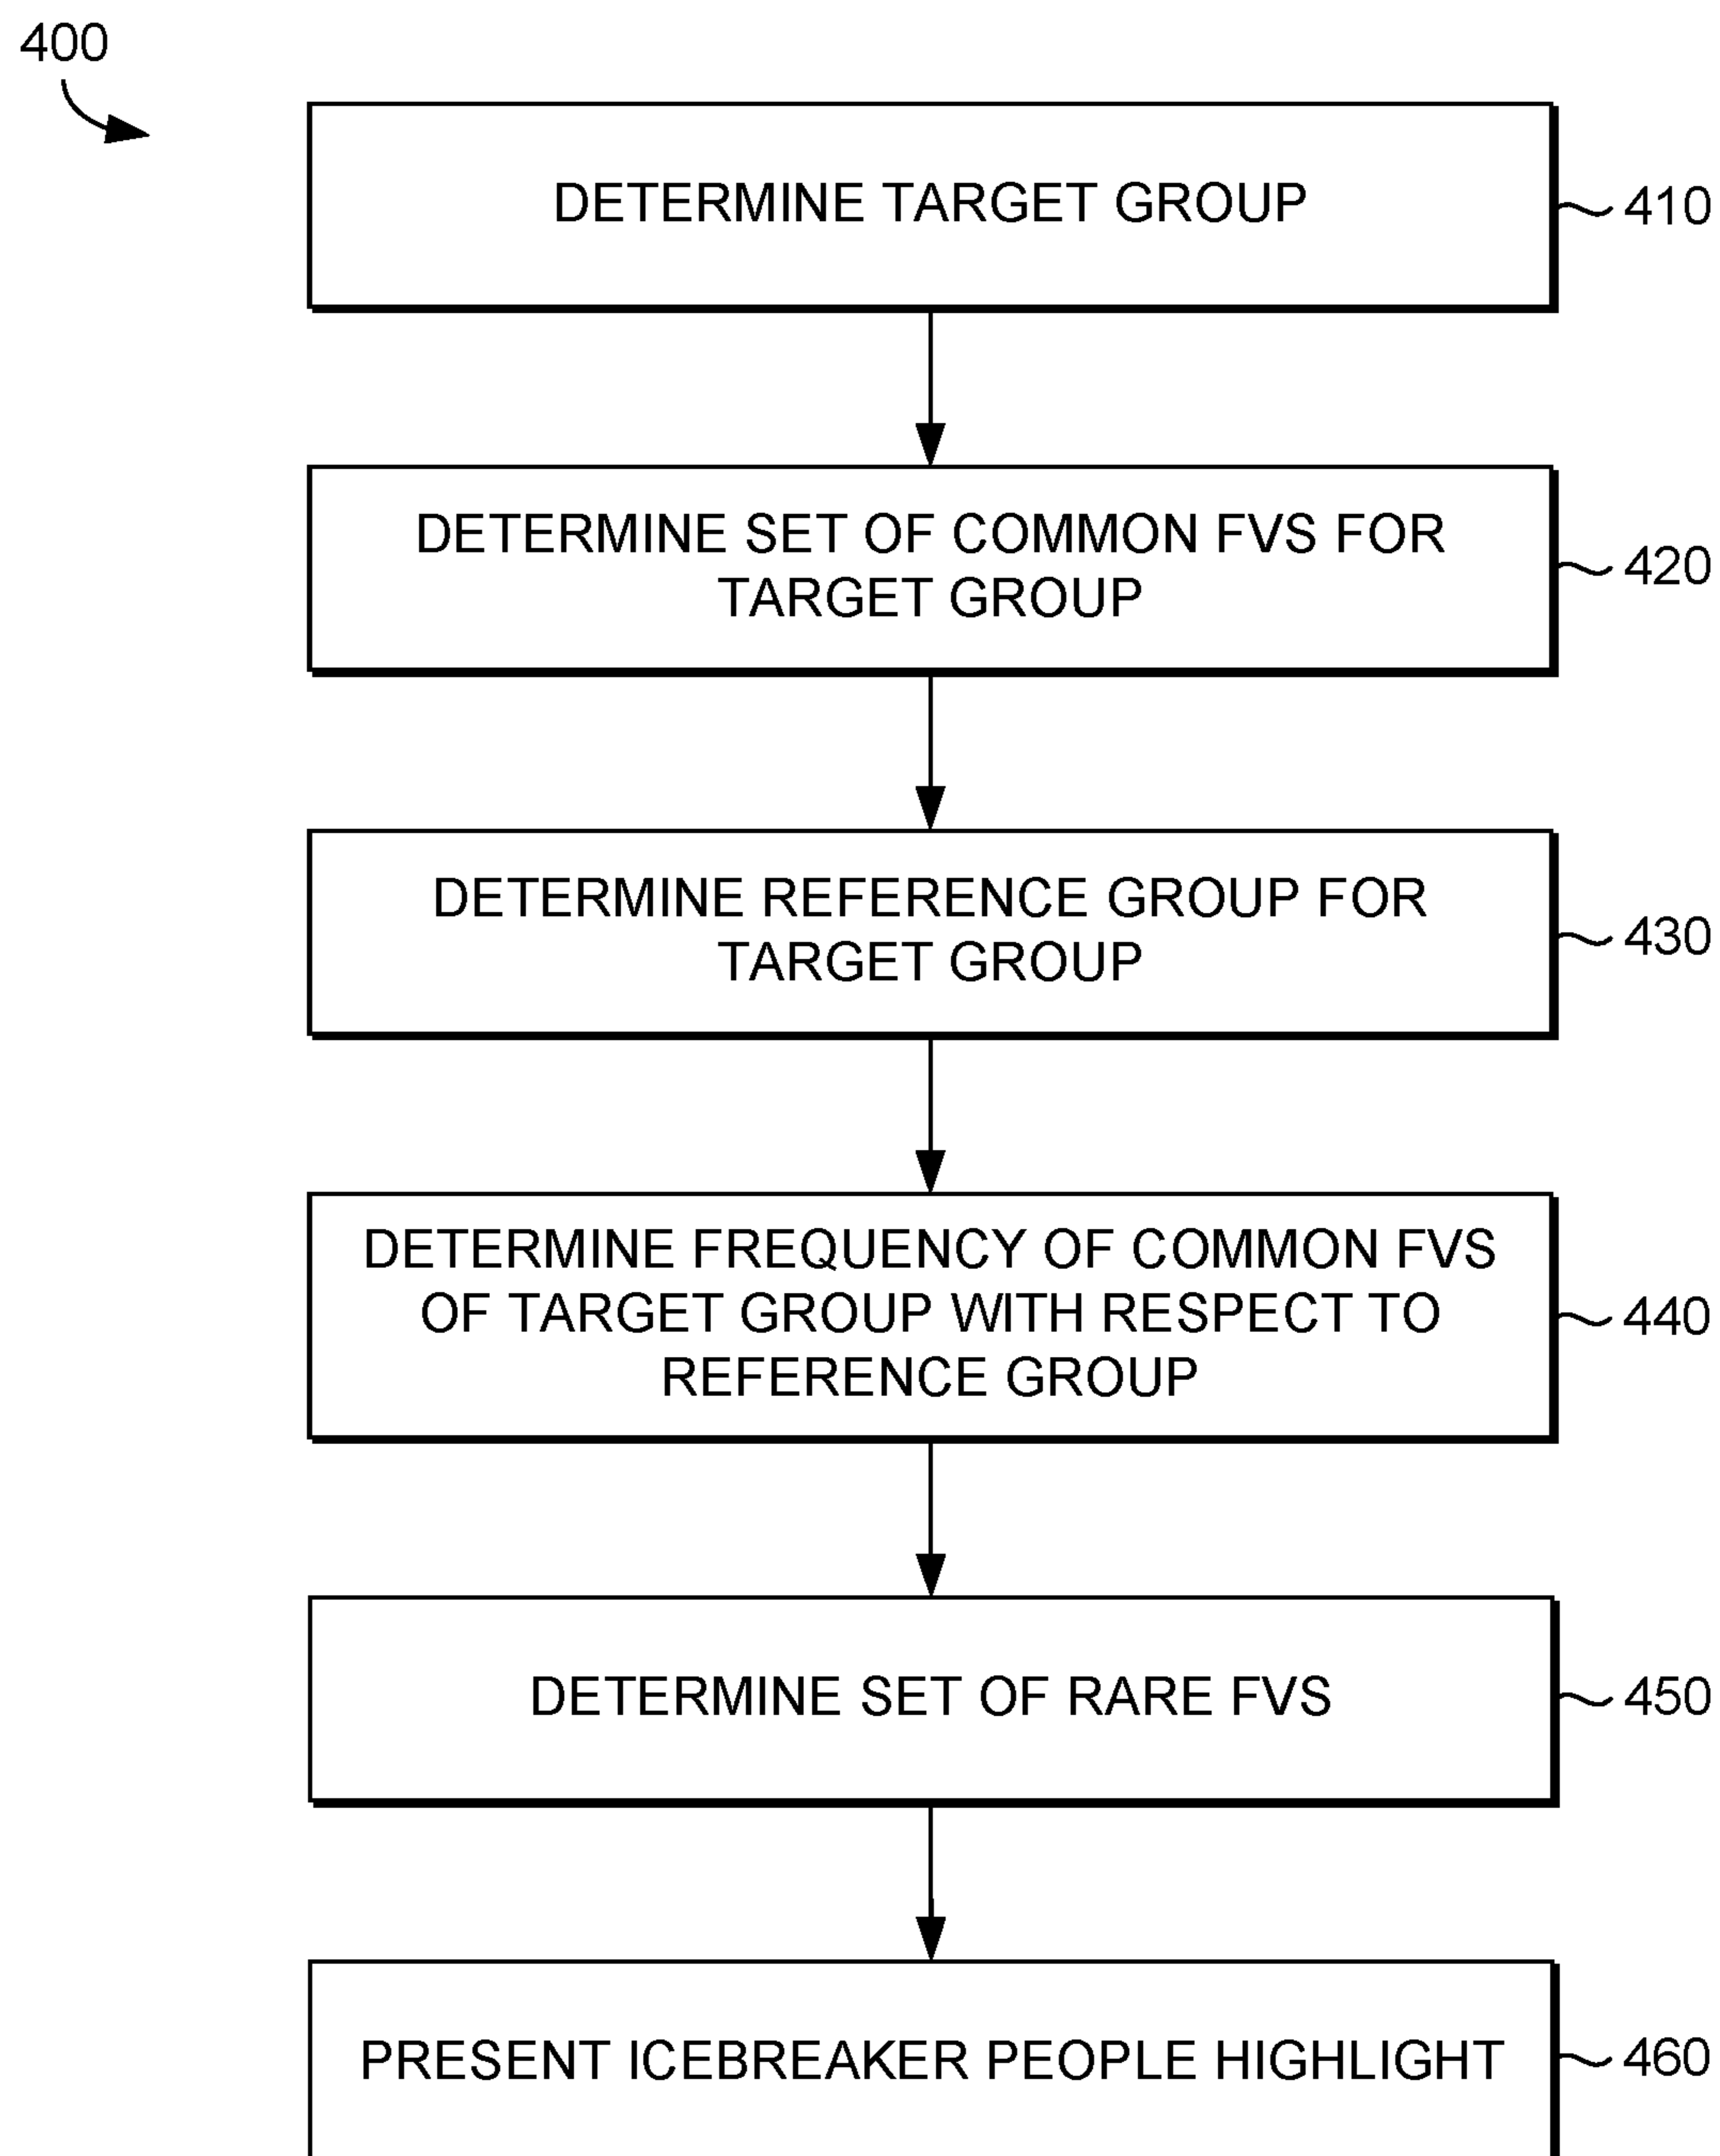 400
DETERMINE TARGET GROUP
410
DETERMINE SET OF COMMON FVS FOR
TARGET GROUP
420
DETERMINE REFERENCE GROUP FOR
TARGET GROUP
430
DETERMINE FREQUENCY OF COMMON FVS
OF TARGET GROUP WITH RESPECT TO
REFERENCE GROUP
440
DETERMINE SET OF RARE FVS
450
PRESENT ICEBREAKER PEOPLE HIGHLIGHT
460